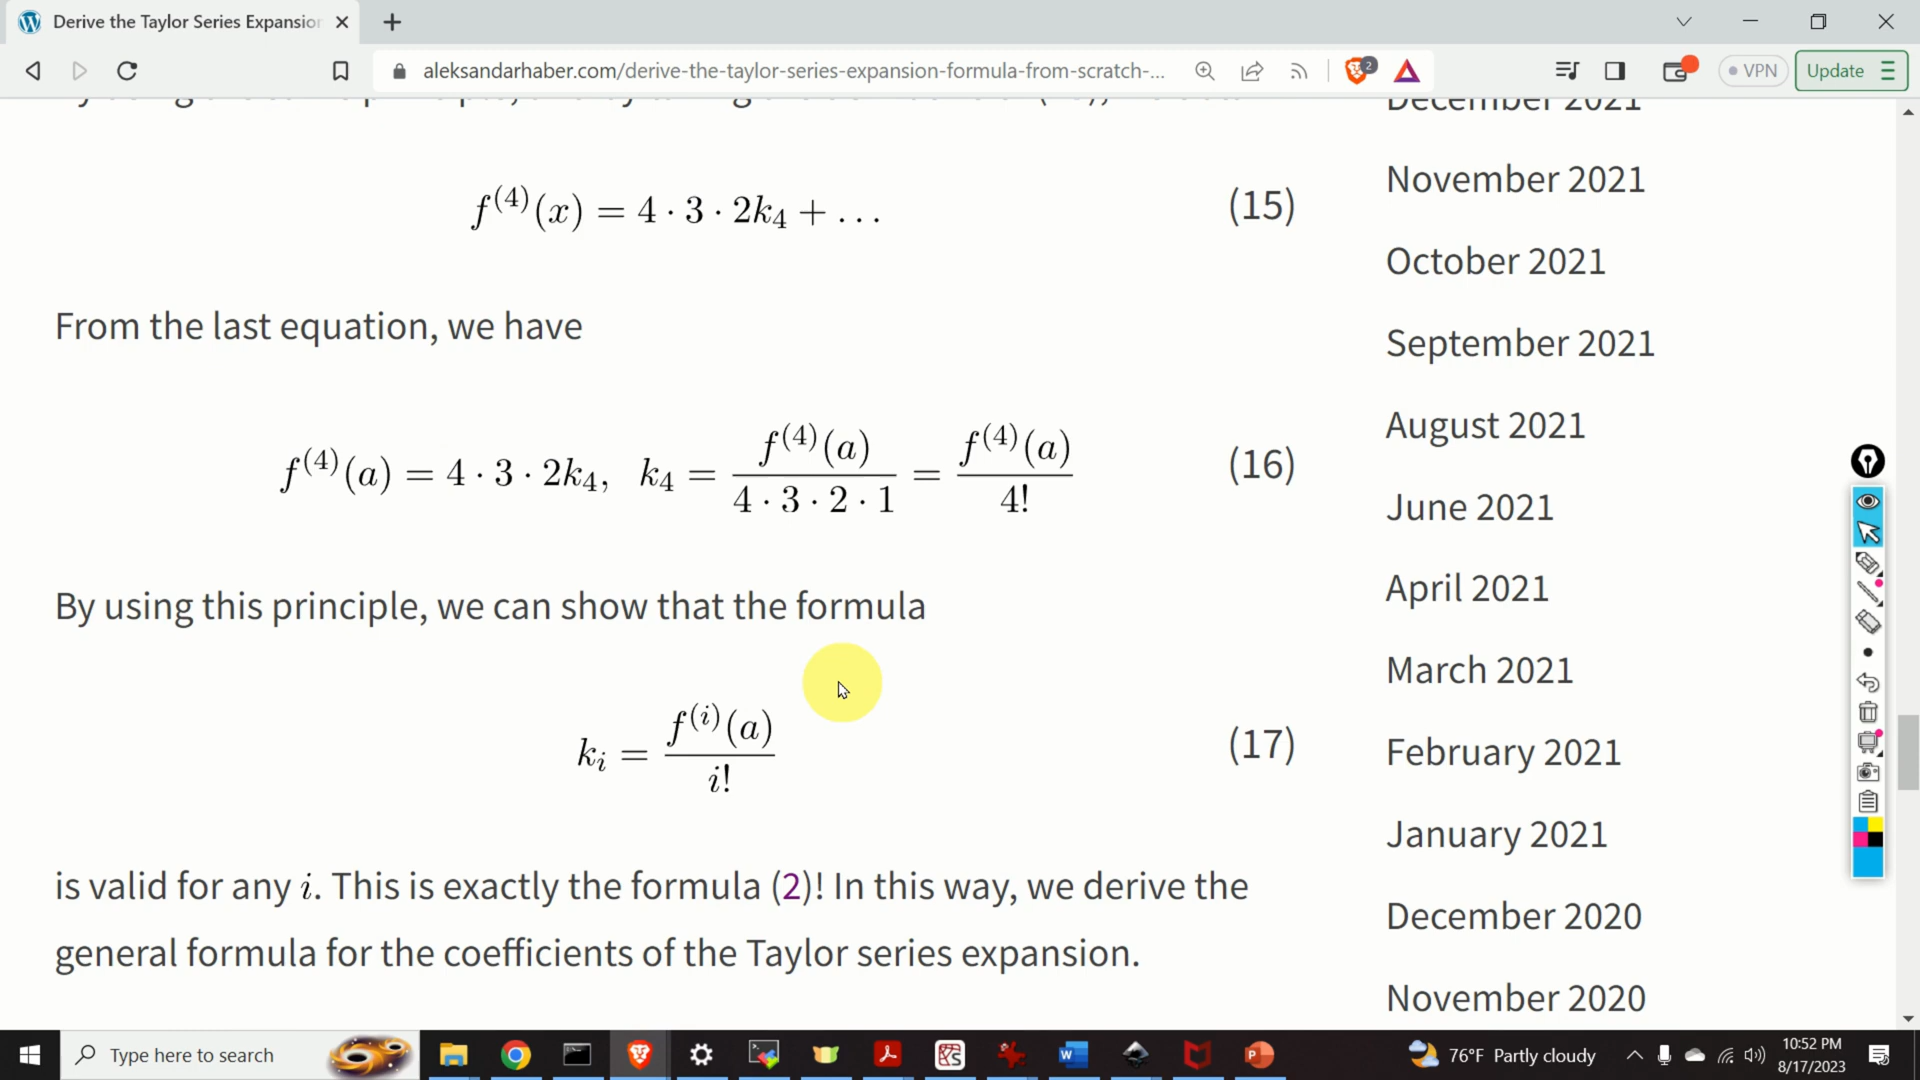 Derive the Taylor Series Expansion
aleksandarhaber.com/derive-the-taylor-series-expansion-formula-from-scratch-...
2
VPN
Update
December 2021
f^{(4)}(x) = 4 · 3 · 2k_4 + ... (15)
November 2021
October 2021
From the last equation, we have
September 2021
f^{(4)}(a) = 4 · 3 · 2k_4, k_4 = \frac{f^{(4)}(a)}{4 · 3 · 2 · 1} = \frac{f^{(4)}(a)}{4!} (16)
August 2021
June 2021
By using this principle, we can show that the formula
April 2021
March 2021
k_i = \frac{f^{(i)}(a)}{i!} (17)
February 2021
January 2021
is valid for any i. This is exactly the formula (2)! In this way, we derive the
general formula for the coefficients of the Taylor series expansion.
December 2020
November 2020
Type here to search
76°F Partly cloudy
10:52 PM
8/17/2023